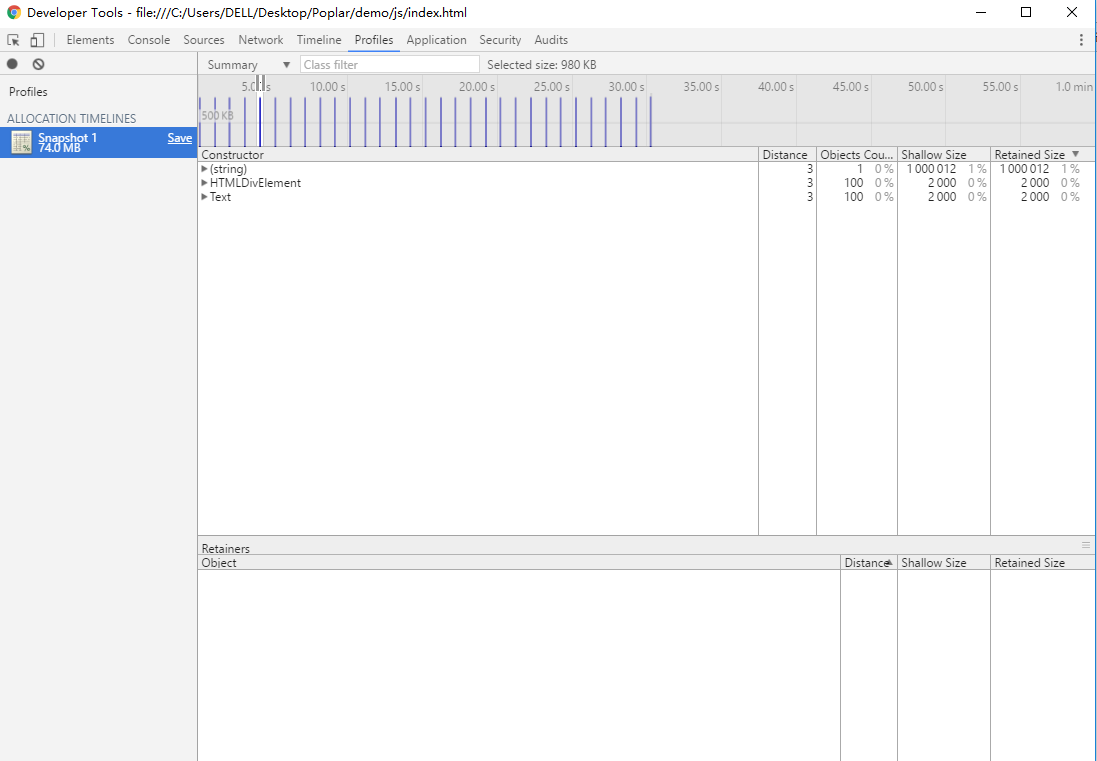 Developer Tools - file:///C:/Users/DELL/Desktop/Poplar/demo/js/index.html
Elements Console Sources Network Timeline Profiles Application Security Audits
Summary ▼ Class filter Selected size: 980 KB
Profiles
ALLOCATION TIMELINES
Snapshot 1 Save
74.0 MB
10.00 s 15.00 s 20.00 s 25.00 s 30.00 s 35.00 s 40.00 s 45.00 s 50.00 s 55.00 s 1.0 min
500 KB
Constructor Distance Objects Cou... Shallow Size Retained Size ▼
(string) 3 1 0 % 1 000 012 1 % 1 000 012 1 %
HTMLDivElement 3 100 0 % 2 000 0 % 2 000 0 %
Text 3 100 0 % 2 000 0 % 2 000 0 %
Retainers
Object Distance▲ Shallow Size Retained Size